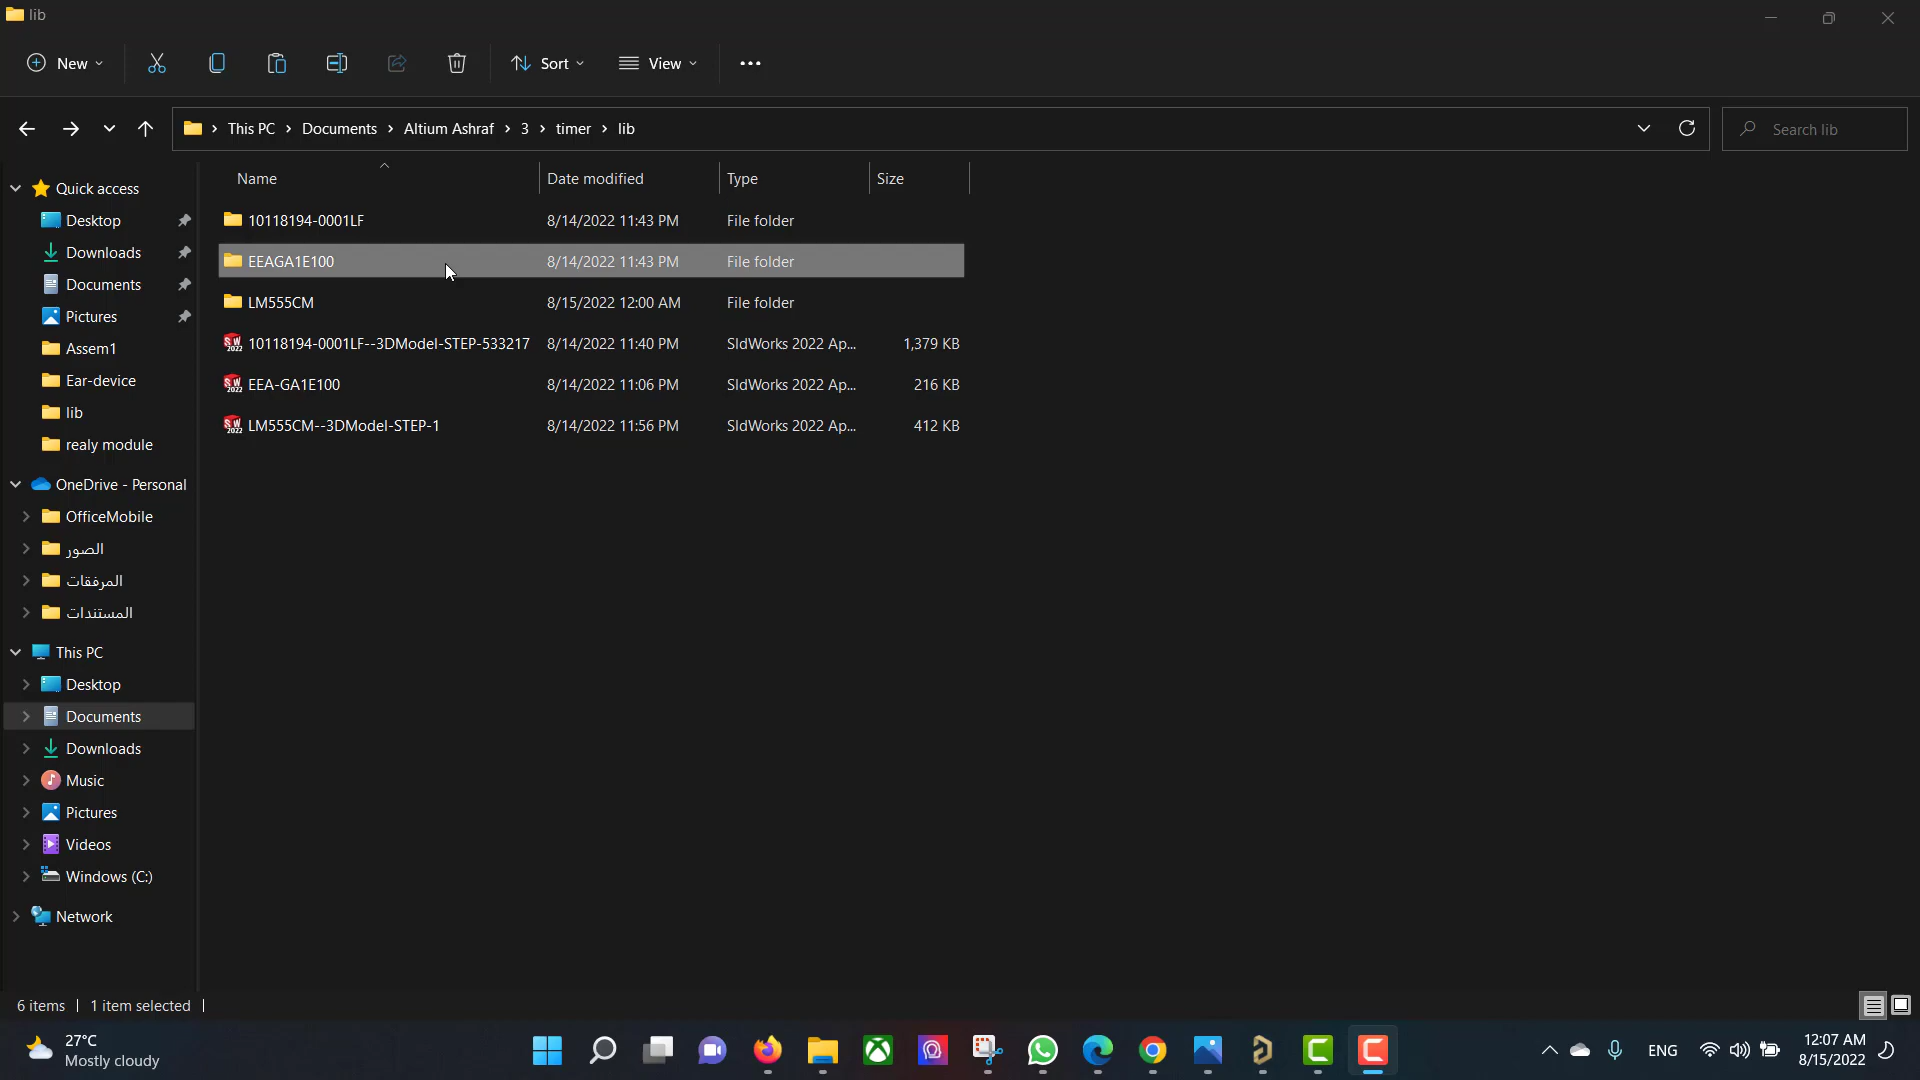 lib
New
Sort
View
This PC
Documents
Altium Ashraf
3
timer
lib
Search lib
Name
Date modified
Type
Size
10118194-0001LF 8/14/2022 11:43 PM File folder
EEAGA1E100 8/14/2022 11:43 PM File folder
LM555CM 8/15/2022 12:00 AM File folder
10118194-0001LF--3DModel-STEP-533217 8/14/2022 11:40 PM SldWorks 2022 Ap... 1,379 KB
EEA-GA1E100 8/14/2022 11:06 PM SldWorks 2022 Ap... 216 KB
LM555CM--3DModel-STEP-1 8/14/2022 11:56 PM SldWorks 2022 Ap... 412 KB
Quick access
Desktop
Downloads
Documents
Pictures
Assem1
Ear-device
lib
realy module
OneDrive - Personal
OfficeMobile
الصور
المرفقات
المستندات
This PC
Desktop
Documents
Downloads
Music
Pictures
Videos
Windows (C:)
Network
6 items
1 item selected
27°C
Mostly cloudy
ENG
12:07 AM
8/15/2022